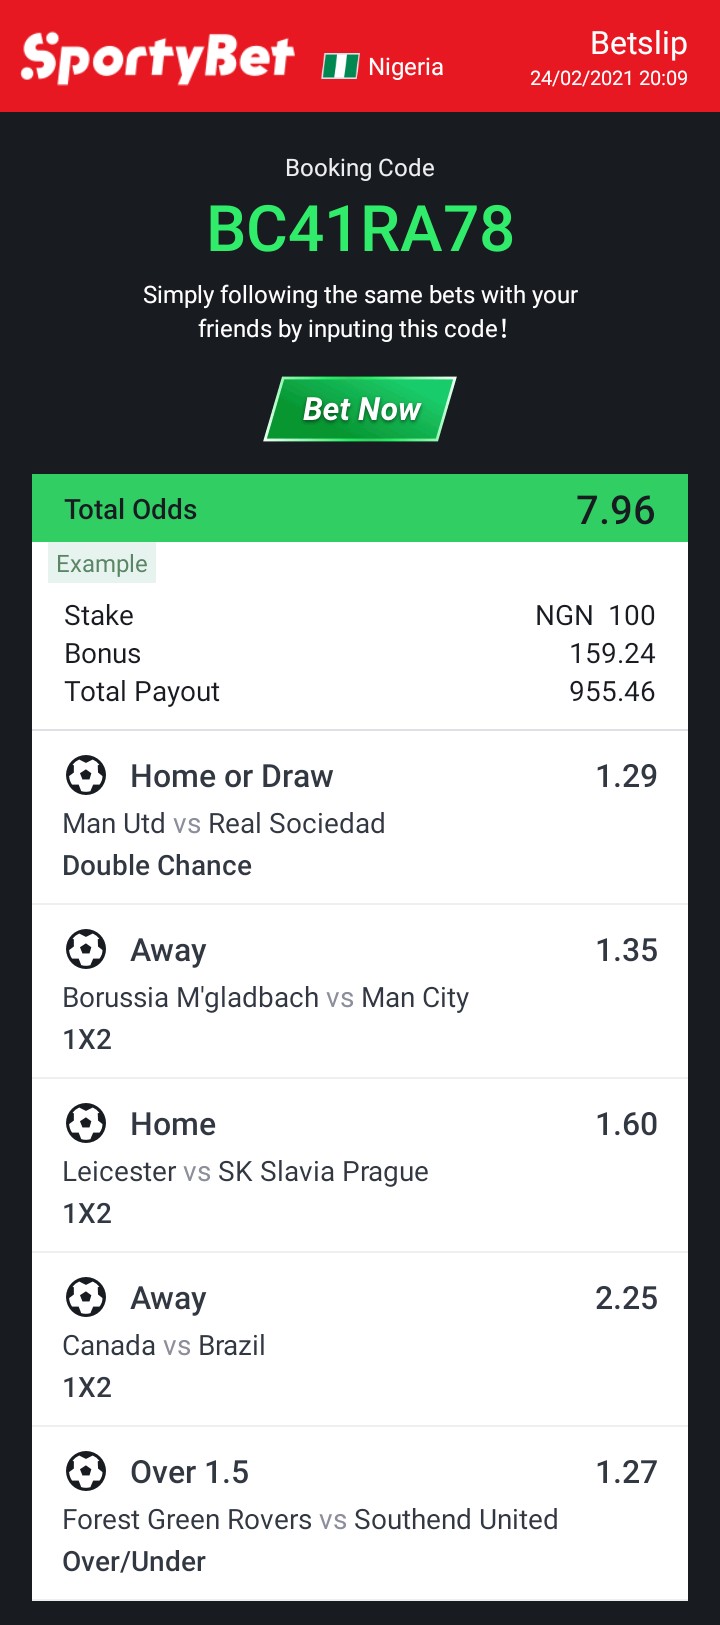 SportyBet
Nigeria
Betslip
24/02/2021 20:09
Booking Code
BC41RA78
Simply following the same bets with your
friends by inputing this code!
Bet Now
Total Odds 7.96
Example
Stake NGN 100
Bonus 159.24
Total Payout 955.46
Home or Draw 1.29
Man Utd vs Real Sociedad
Double Chance
Away 1.35
Borussia M'gladbach vs Man City
1X2
Home 1.60
Leicester vs SK Slavia Prague
1X2
Away 2.25
Canada vs Brazil
1X2
Over 1.5 1.27
Forest Green Rovers vs Southend United
Over/Under